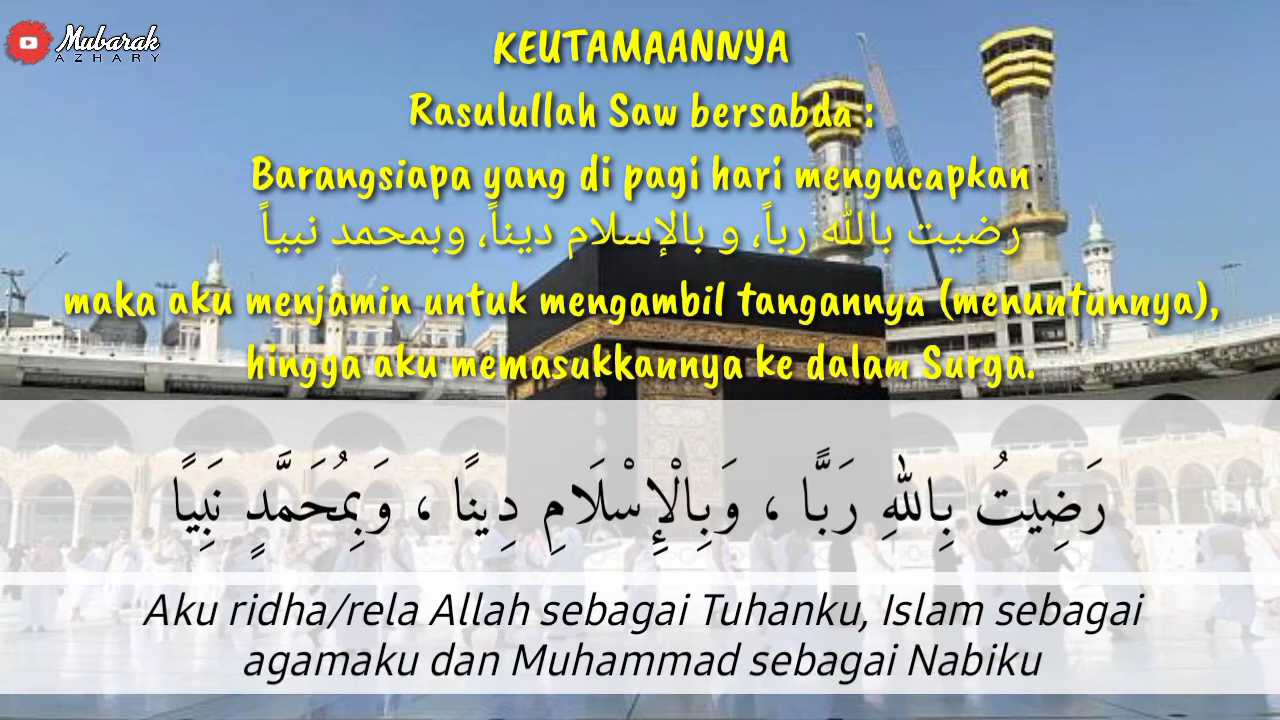 Mubarak
AZHARY
KEUTAMAANNYA
Rasulullah Saw bersabda :
Barangsiapa yang di pagi hari mengucapkan
رضيت بالله رباً، و بالإسلام ديناً، وبمحمد نبياً
maka aku menjamin untuk mengambil tangannya (menuntunnya),
hingga aku memasukkannya ke dalam Surga.
رَضِيتُ بِاللهِ رَبًّا ، وَبِالْإِسْلَامِ دِينًا ، وَبِمُحَمَّدٍ نَبِيًّا
Aku ridha/rela Allah sebagai Tuhanku, Islam sebagai
agamaku dan Muhammad sebagai Nabiku